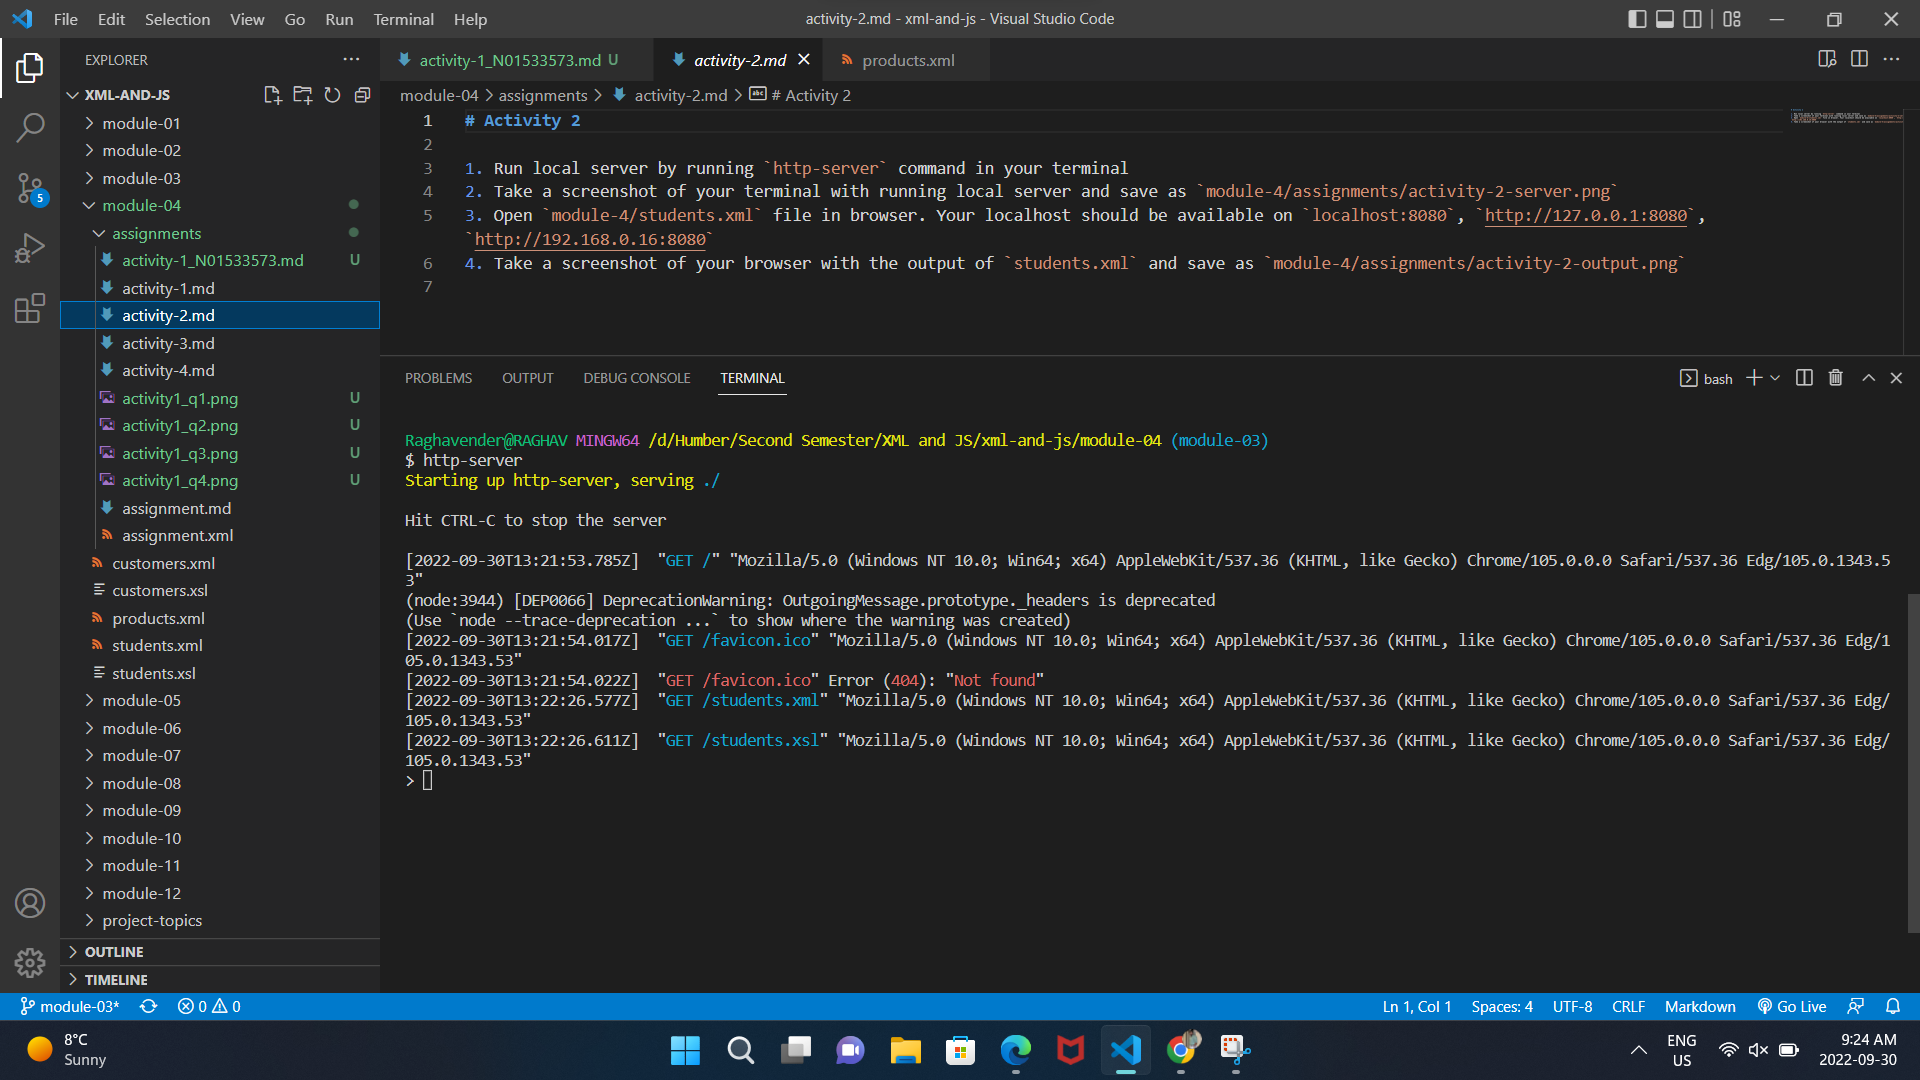 File Edit Selection View Go Run Terminal Help
activity-2.md - xml-and-js - Visual Studio Code
EXPLORER
XML-AND-JS
module-01
module-02
module-03
module-04
assignments
activity-1_N01533573.md U
activity-1.md
activity-2.md
activity-3.md
activity-4.md
activity1_q1.png U
activity1_q2.png U
activity1_q3.png U
activity1_q4.png U
assignment.md
assignment.xml
customers.xml
customers.xsl
products.xml
students.xml
students.xsl
module-05
module-06
module-07
module-08
module-09
module-10
module-11
module-12
project-topics
OUTLINE
TIMELINE
5
activity-1_N01533573.md U
activity-2.md
products.xml
module-04 > assignments > activity-2.md > # Activity 2
1 # Activity 2
2
3 1. Run local server by running `http-server` command in your terminal
4 2. Take a screenshot of your terminal with running local server and save as `module-4/assignments/activity-2-server.png`
5 3. Open `module-4/students.xml` file in browser. Your localhost should be available on `localhost:8080`, `http://127.0.0.1:8080`,
`http://192.168.0.16:8080`
6 4. Take a screenshot of your browser with the output of `students.xml` and save as `module-4/assignments/activity-2-output.png`
7
PROBLEMS OUTPUT DEBUG CONSOLE TERMINAL
bash
Raghavender@RAGHAV MINGW64 /d/Humber/Second Semester/XML and JS/xml-and-js/module-04 (module-03)
$ http-server
Starting up http-server, serving ./
Hit CTRL-C to stop the server
[2022-09-30T13:21:53.785Z]  "GET /" "Mozilla/5.0 (Windows NT 10.0; Win64; x64) AppleWebKit/537.36 (KHTML, like Gecko) Chrome/105.0.0.0 Safari/537.36 Edg/105.0.1343.5
3"
(node:3944) [DEP0066] DeprecationWarning: OutgoingMessage.prototype._headers is deprecated
(Use `node --trace-deprecation ...` to show where the warning was created)
[2022-09-30T13:21:54.017Z]  "GET /favicon.ico" "Mozilla/5.0 (Windows NT 10.0; Win64; x64) AppleWebKit/537.36 (KHTML, like Gecko) Chrome/105.0.0.0 Safari/537.36 Edg/1
05.0.1343.53"
[2022-09-30T13:21:54.022Z]  "GET /favicon.ico" Error (404): "Not found"
[2022-09-30T13:22:26.577Z]  "GET /students.xml" "Mozilla/5.0 (Windows NT 10.0; Win64; x64) AppleWebKit/537.36 (KHTML, like Gecko) Chrome/105.0.0.0 Safari/537.36 Edg/
105.0.1343.53"
[2022-09-30T13:22:26.611Z]  "GET /students.xsl" "Mozilla/5.0 (Windows NT 10.0; Win64; x64) AppleWebKit/537.36 (KHTML, like Gecko) Chrome/105.0.0.0 Safari/537.36 Edg/
105.0.1343.53"
>
module-03* 0 0
Ln 1, Col 1 Spaces: 4 UTF-8 CRLF Markdown Go Live
8°C
Sunny
ENG
US
9:24 AM
2022-09-30